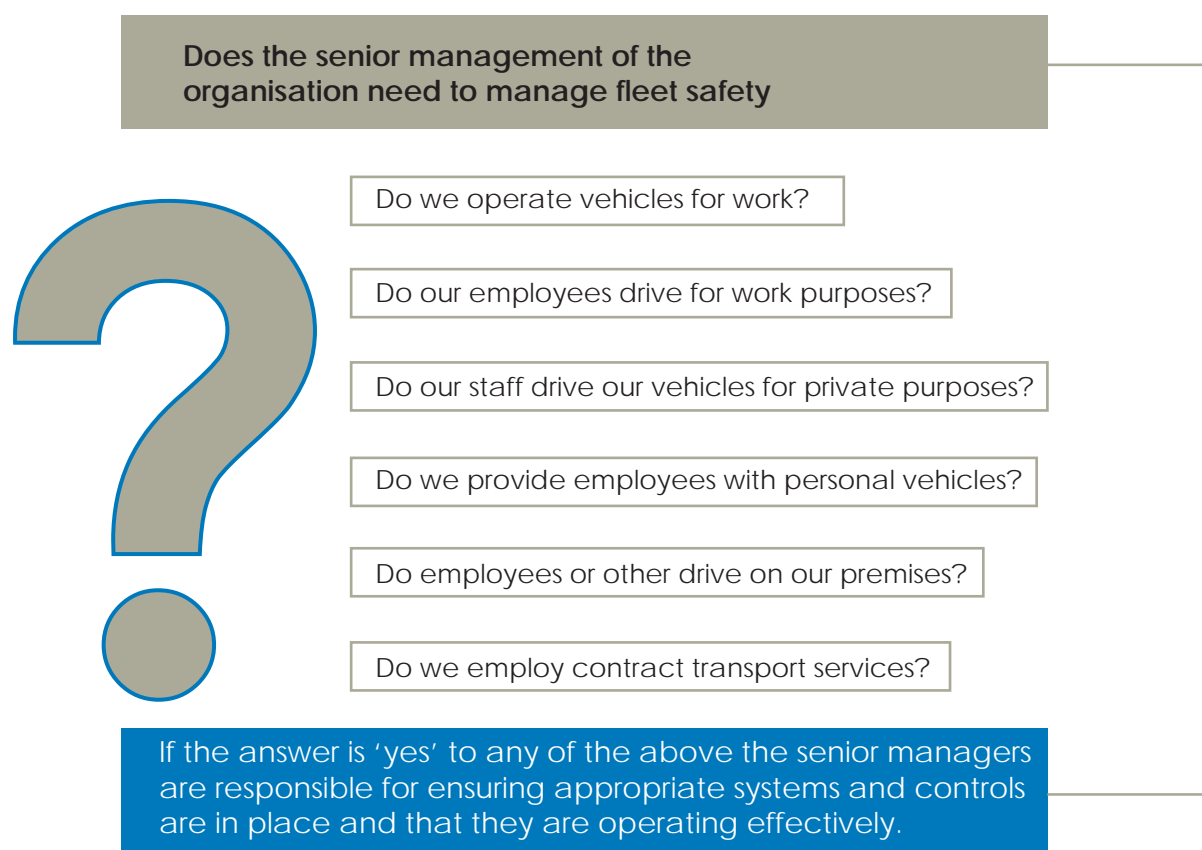 Does the senior management of the
organisation need to manage fleet safety
Do we operate vehicles for work?
Do our employees drive for work purposes?
Do our staff drive our vehicles for private purposes?
Do we provide employees with personal vehicles?
Do employees or other drive on our premises?
Do we employ contract transport services?
If the answer is ‘yes’ to any of the above the senior managers
are responsible for ensuring appropriate systems and controls
are in place and that they are operating effectively.